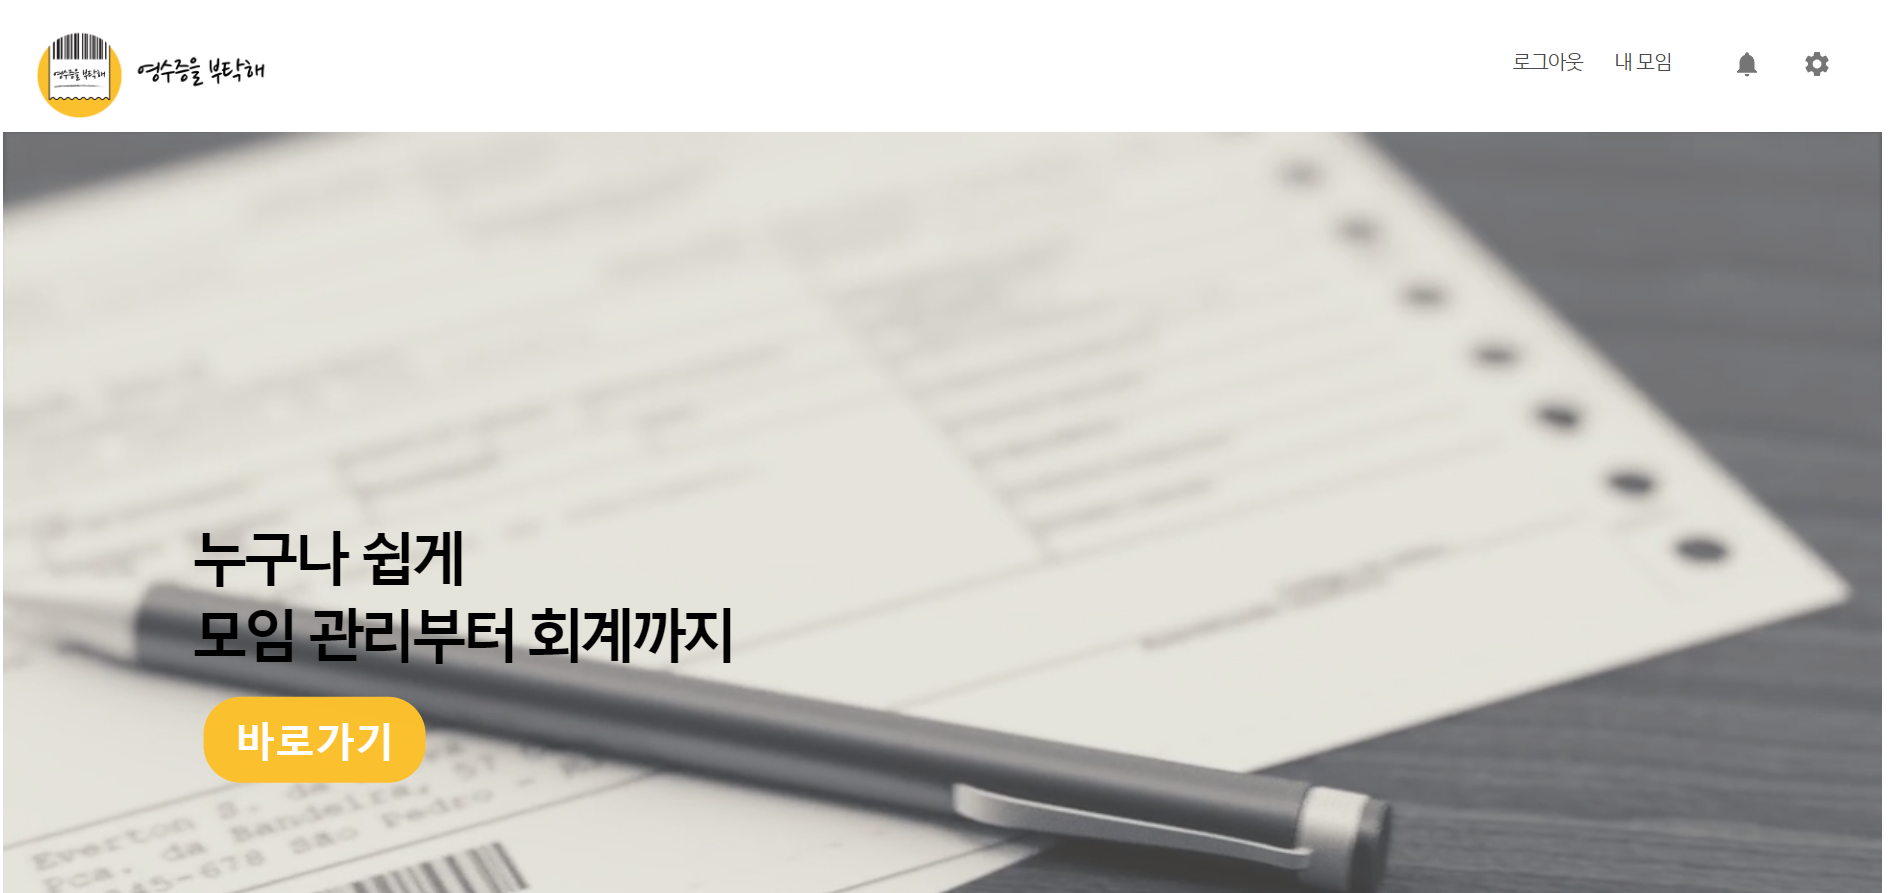 영수증을 부탁해
영수증을 부탁해
로그아웃 내 모임
누구나 쉽게
모임 관리부터 회계까지
바로가기
Everton S. da
Pca. da Bandeira, 57
345-678 Sao Pedro -